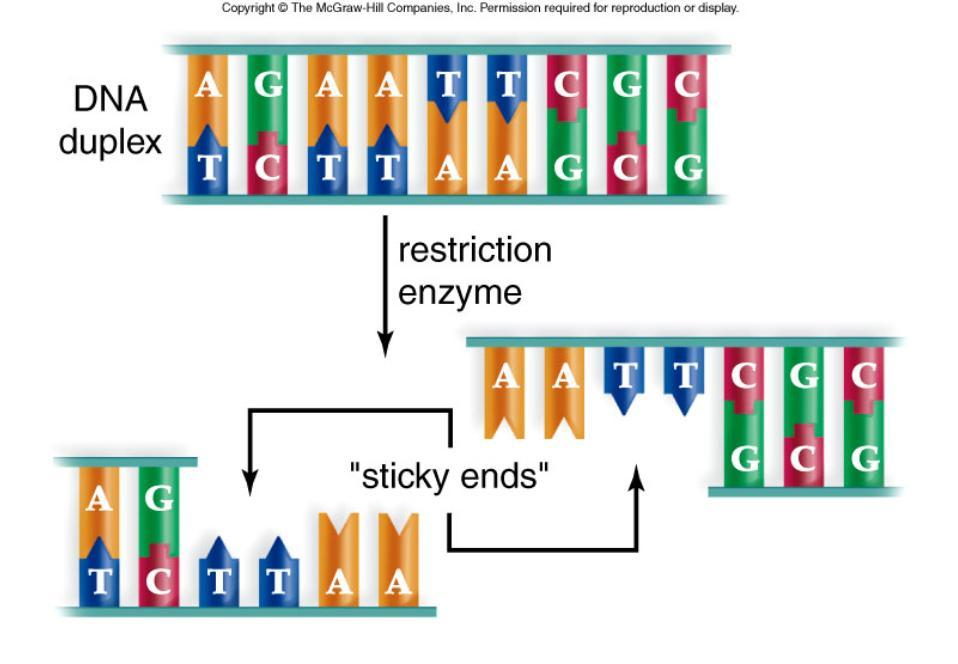 Copyright © The McGraw-Hill Companies, Inc. Permission required for reproduction or display.
DNA
duplex
A G A A T T C G C
T C T T A A G C G
restriction
enzyme
A A T T C G C
G C G
"sticky ends"
A G
T C T T A A